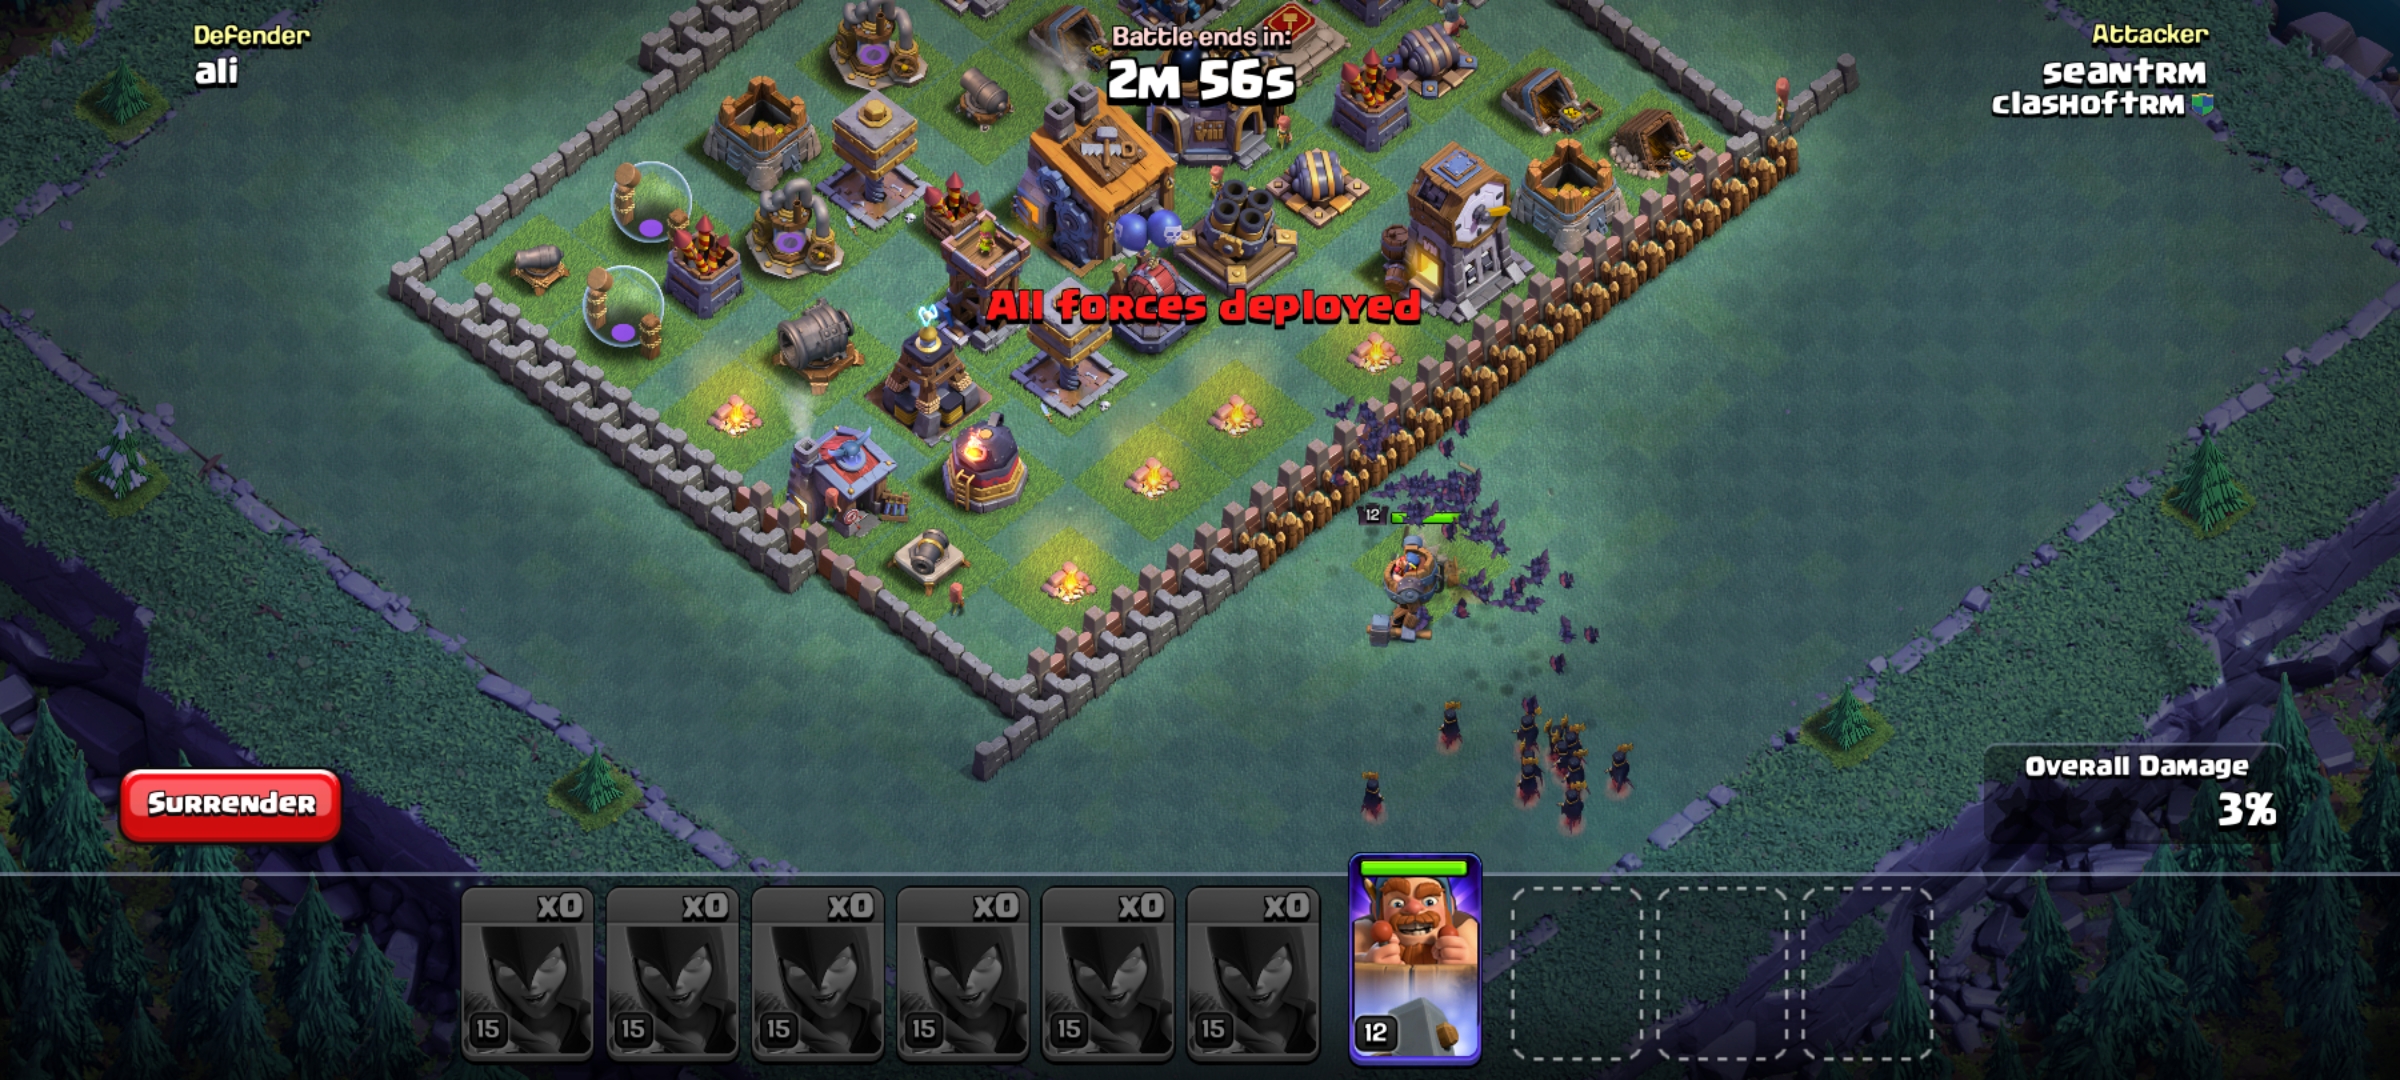 Defender
ali
Battle ends in:
2M 56s
Attacker
seantRM
clashoftRM
All forces deployed
12
Surrender
Overall Damage
3%
x0
x0
x0
x0
x0
x0
15
15
15
15
15
15
12